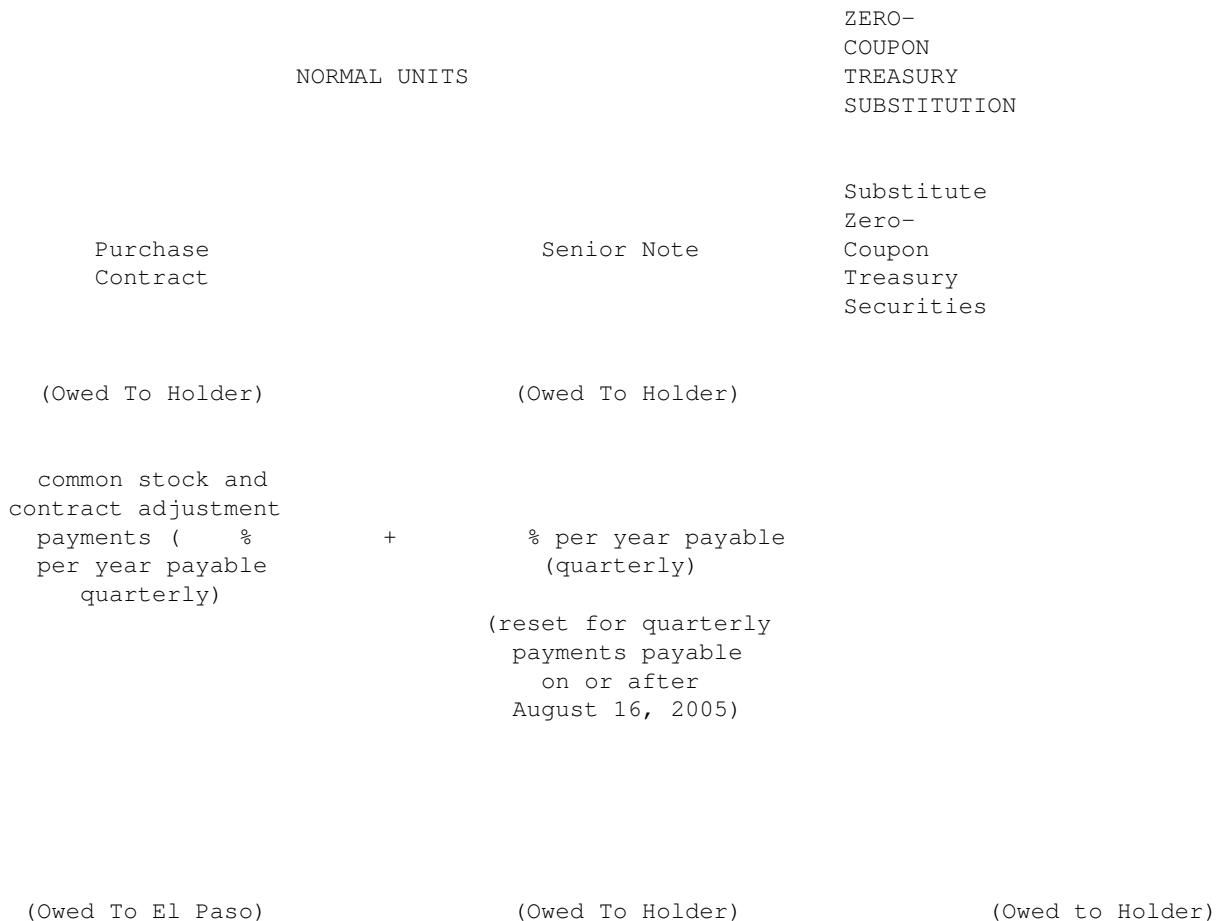 ZERO-
COUPON
NORMAL UNITS TREASURY
SUBSTITUTION
Substitute
Zero-
Purchase Senior Note Coupon
Contract Treasury
Securities
(Owed To Holder) (Owed To Holder)
common stock and
contract adjustment
payments ( % + % per year payable
per year payable (quarterly)
quarterly)
(reset for quarterly
payments payable
on or after
August 16, 2005)
(Owed To El Paso) (Owed To Holder) (Owed to Holder)